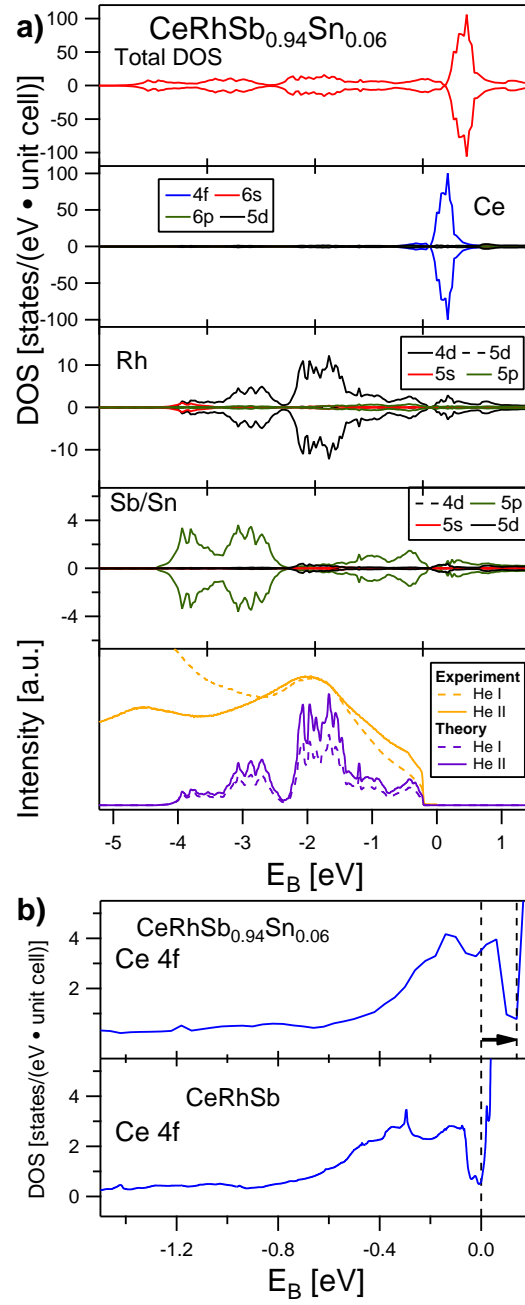 a)
CeRhSb0.94Sn0.06
Total DOS
100
50
0
-50
-100
4f 6s
6p 5d
Ce
100
50
0
-50
-100
DOS [states/(eV • unit cell)]
Rh
4d 5d
5s 5p
10
0
-10
Sb/Sn
4d 5p
5s 5d
4
0
-4
Intensity [a.u.]
Experiment
He I
He II
Theory
He I
He II
-5 -4 -3 -2 -1 0 1
EB [eV]
b)
CeRhSb0.94Sn0.06
Ce 4f
4
2
DOS [states/(eV • unit cell)]
CeRhSb
Ce 4f
4
2
0
-1.2 -0.8 -0.4 0.0
EB [eV]